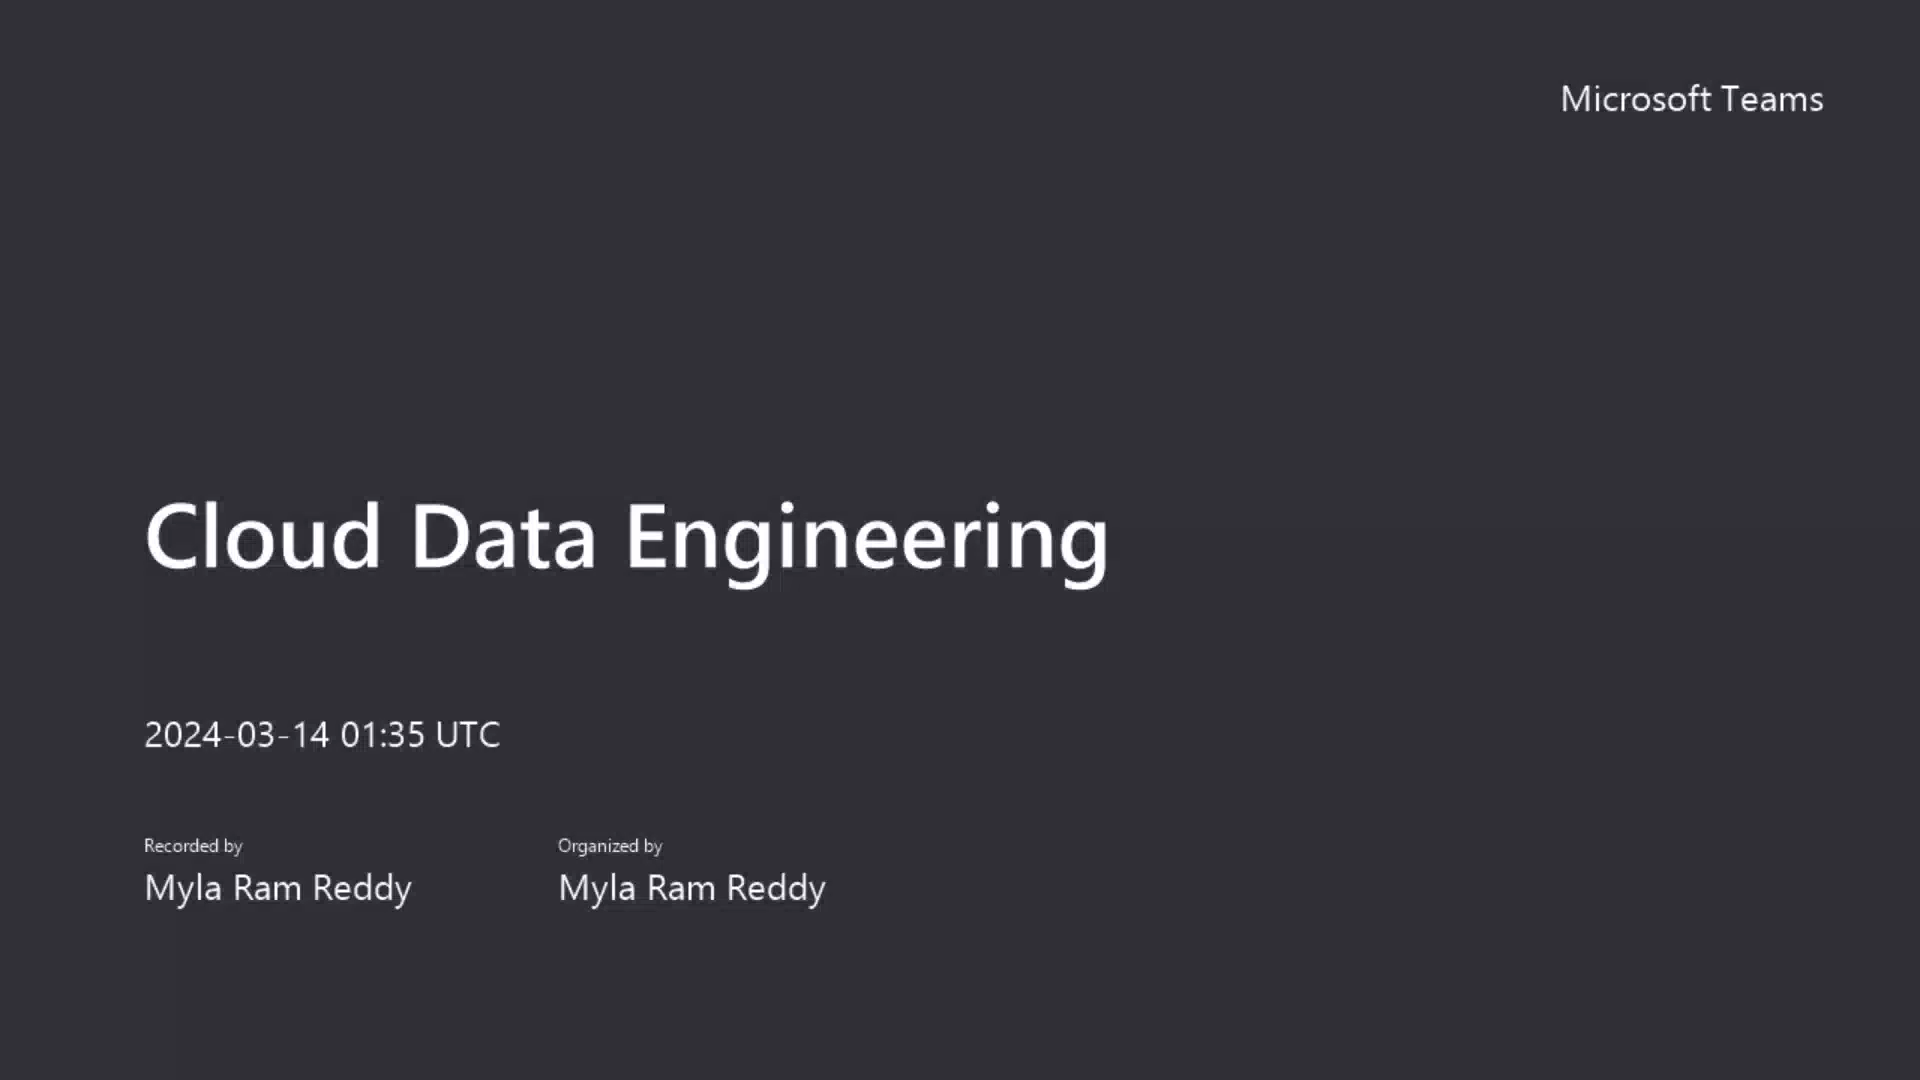 Microsoft Teams
Cloud Data Engineering
2024-03-14 01:35 UTC
Recorded by
Myla Ram Reddy
Organized by
Myla Ram Reddy